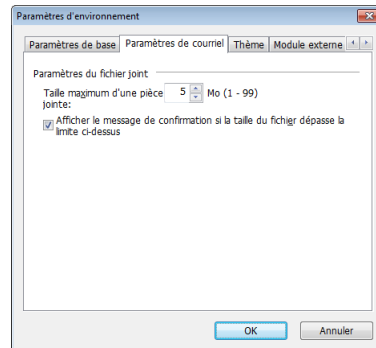 Paramètres d'environnement
Paramètres de base Paramètres de courriel Thème Module externe
Paramètres du fichier joint
Taille maximum d'une pièce 5 Mo (1 - 99)
jointe:
Afficher le message de confirmation si la taille du fichier dépasse la
limite ci-dessus
OK Annuler